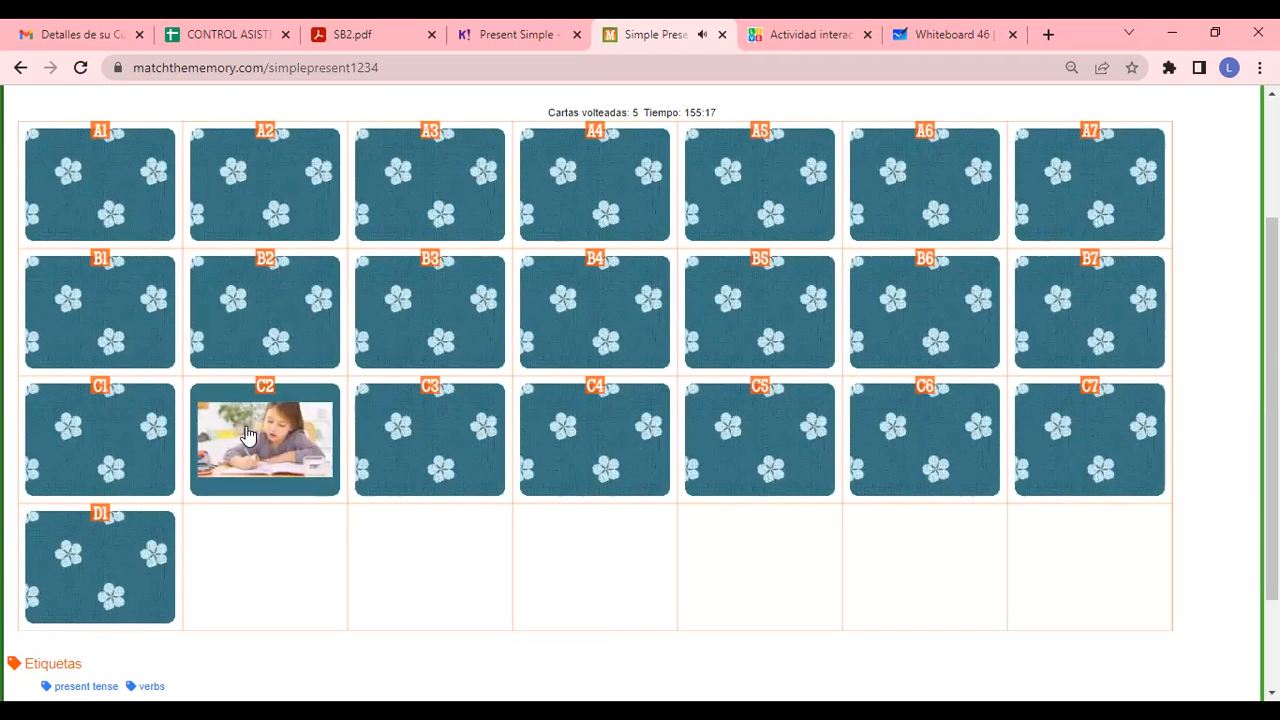 Detalles de su Cu
CONTROL ASISTE
SB2.pdf
K! Present Simple -
M Simple Prese
Actividad interac
Whiteboard 46 |
matchthememory.com/simplepresent1234
L
Cartas volteadas: 5 Tiempo: 155:17
A1 A2 A3 A4 A5 A6 A7
B1 B2 B3 B4 B5 B6 B7
C1 C2 C3 C4 C5 C6 C7
D1
Etiquetas
present tense verbs